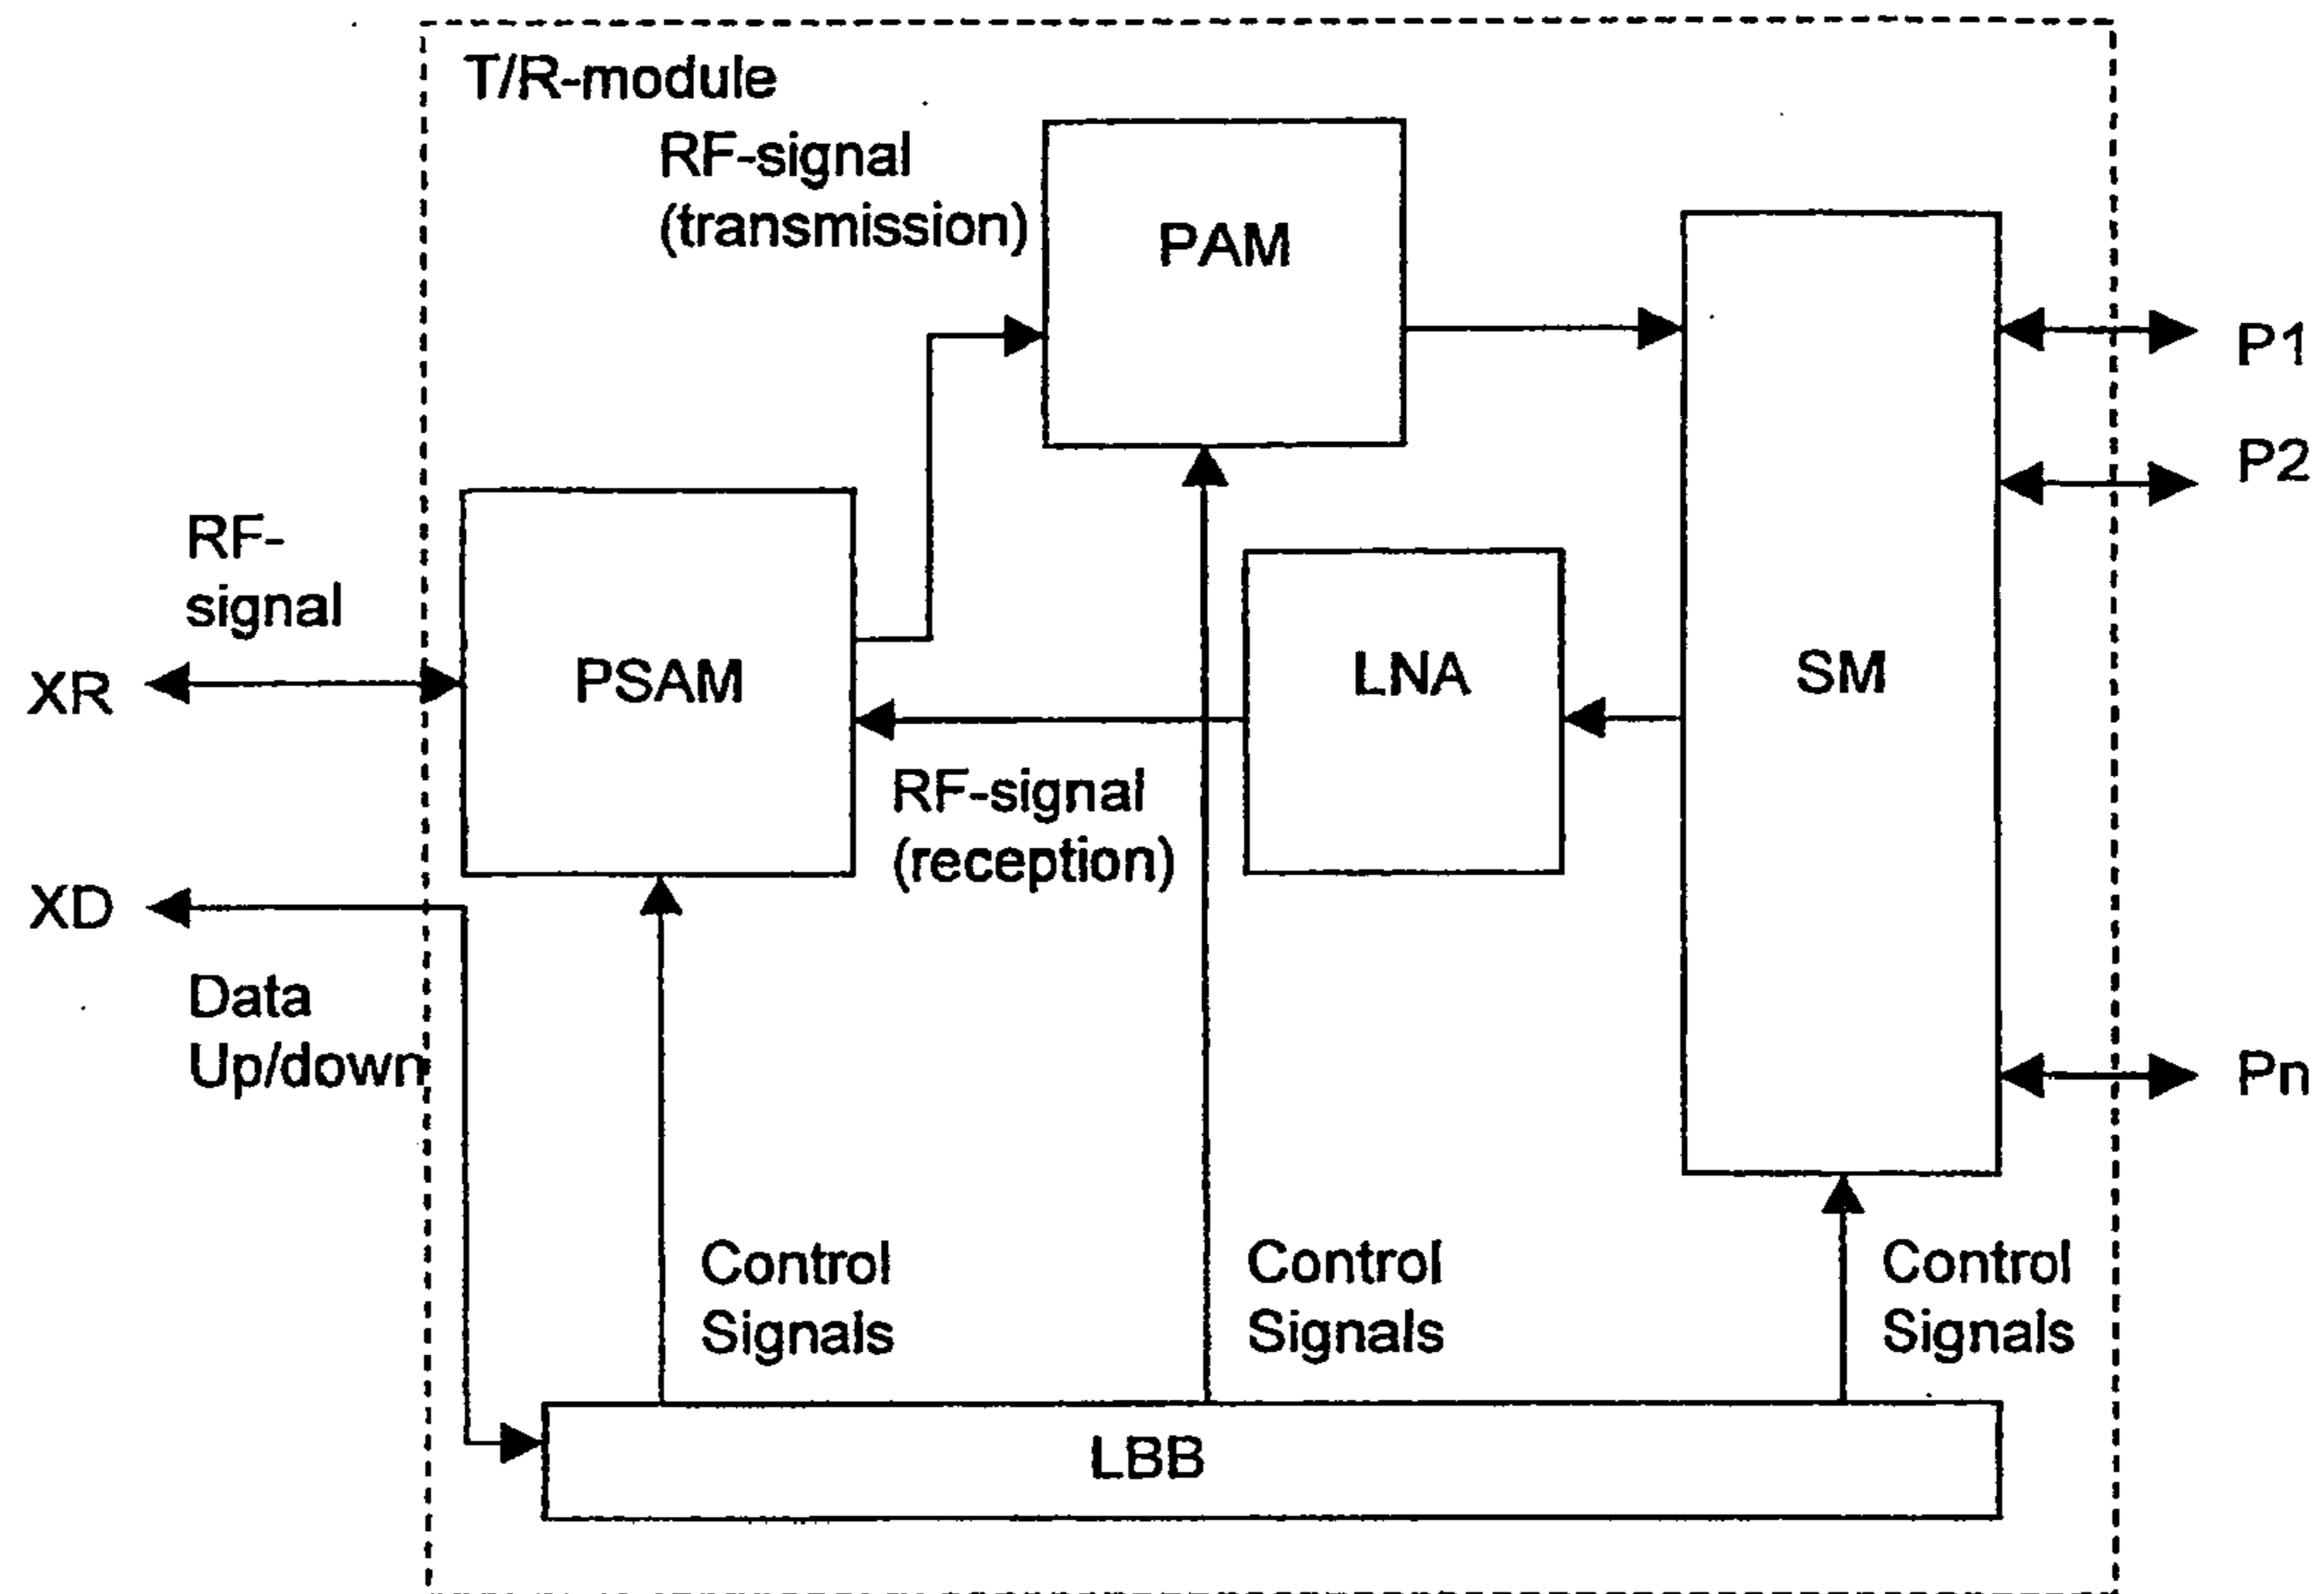 T/R-module
RF-signal
(transmission)
PAM
P1
P2
RF-
signal
XR
PSAM
LNA
SM
RF-signal
(reception)
XD
Data
Up/down
Pn
Control
Signals
Control
Signals
Control
Signals
LBB